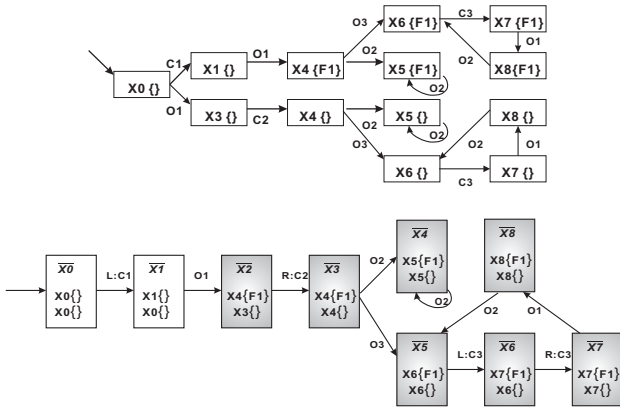 X6 {F1} C3 X7 {F1}
O3 O1
C1 X1 {} O1 X4 {F1} O2 X5 {F1} O2 X8{F1}
X0 {} O2
O1 X3 {} C2 X4 {} O2 X5 {} X8 {}
O3 O2 O2 O1
X6 {} C3 X7 {}
X4 X8
X5{F1} X8{F1}
X5{} X8{}
O2 O2
X0 L:C1 X1 O1 X2 R:C2 X3
X0{} X1{} X4{F1} X4{F1}
X0{} X0{} X3{} X4{}
O2 O1
O3 X5 L:C3 X6 R:C3 X7
X6{F1} X7{F1} X7{F1}
X6{} X6{} X7{}